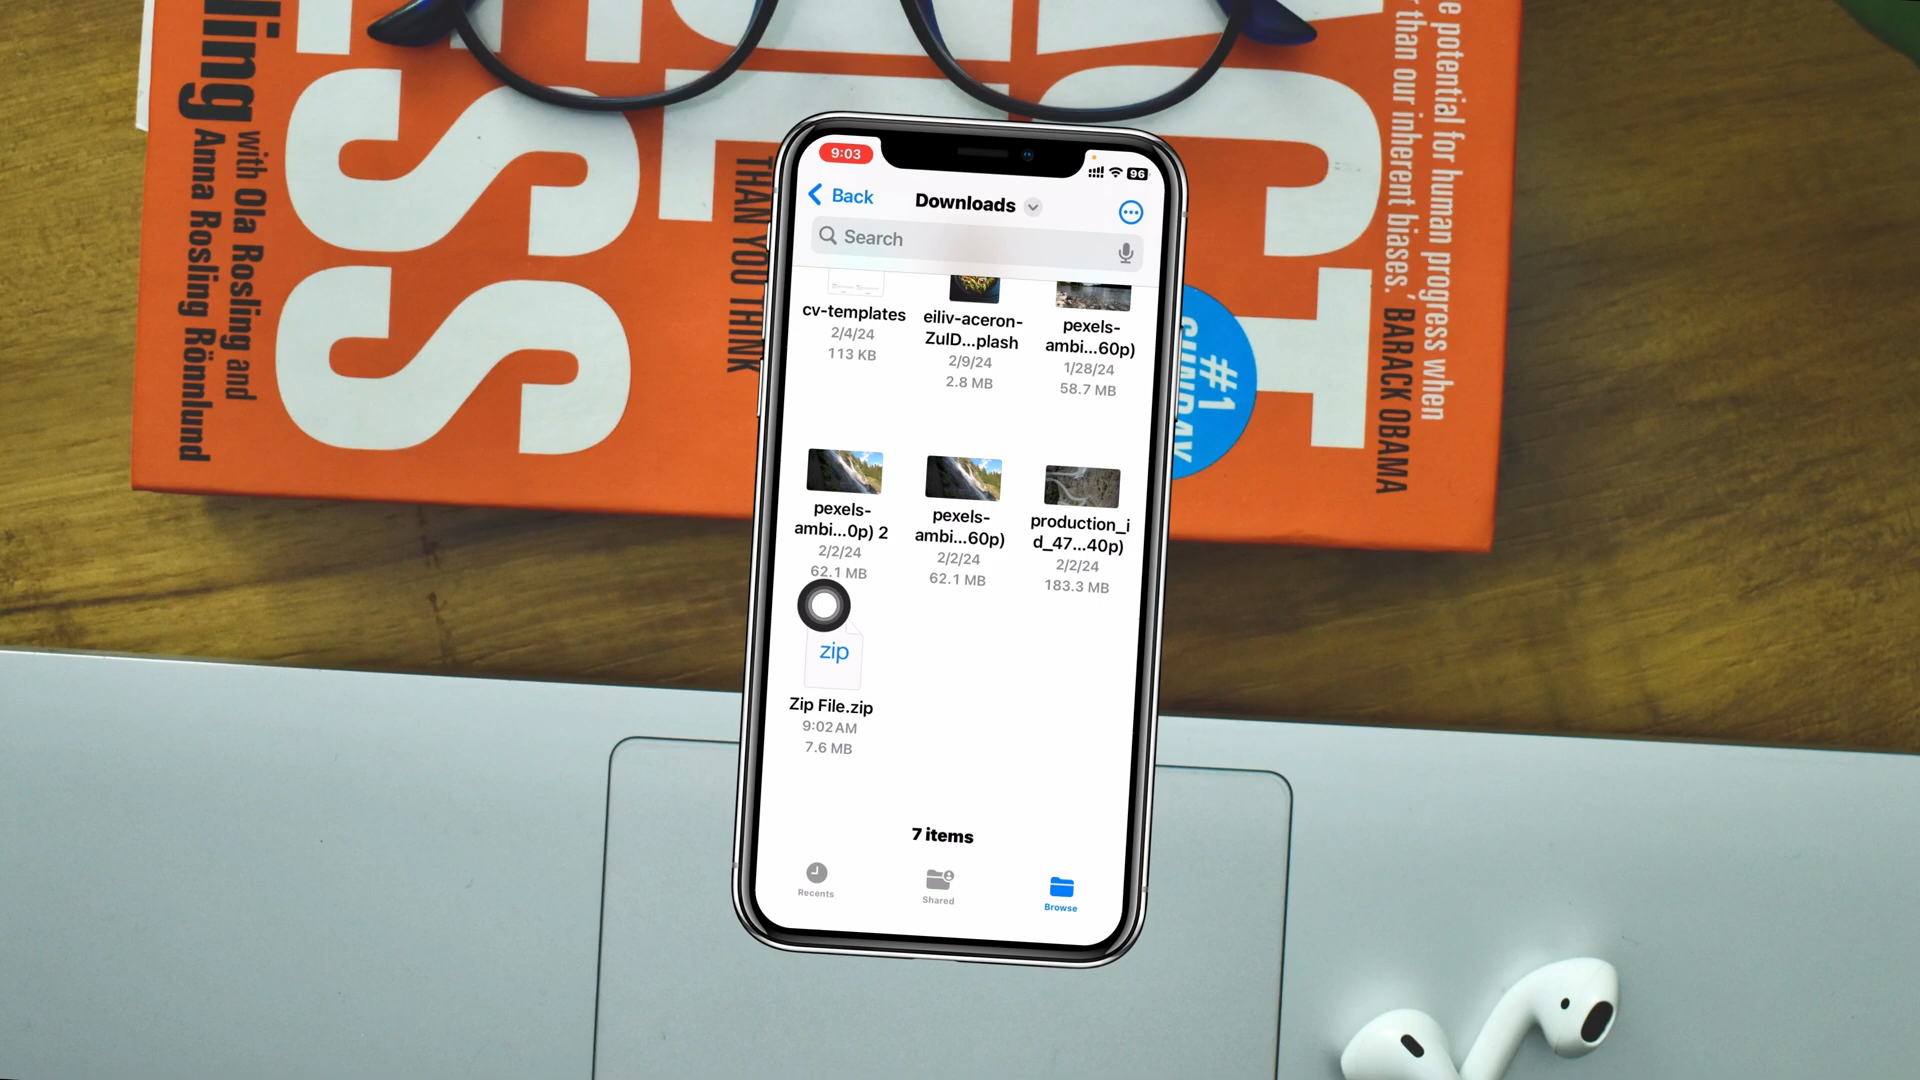 ling with Ola Rosling and
Anna Rosling Rönnlund
THAN YOU THINK
e potential for human progress when
than our inherent biases.' BARACK OBAMA
#1
9:03
96
Back
Downloads
Search
cv-templates
2/4/24
113 KB
eiliv-aceron-
ZuID...plash
2/9/24
2.8 MB
pexels-
ambi...60p)
1/28/24
58.7 MB
pexels-
ambi...0p) 2
2/2/24
62.1 MB
pexels-
ambi...60p)
2/2/24
62.1 MB
production_i
d_47...40p)
2/2/24
183.3 MB
zip
Zip File.zip
9:02 AM
7.6 MB
7 items
Recents
Shared
Browse